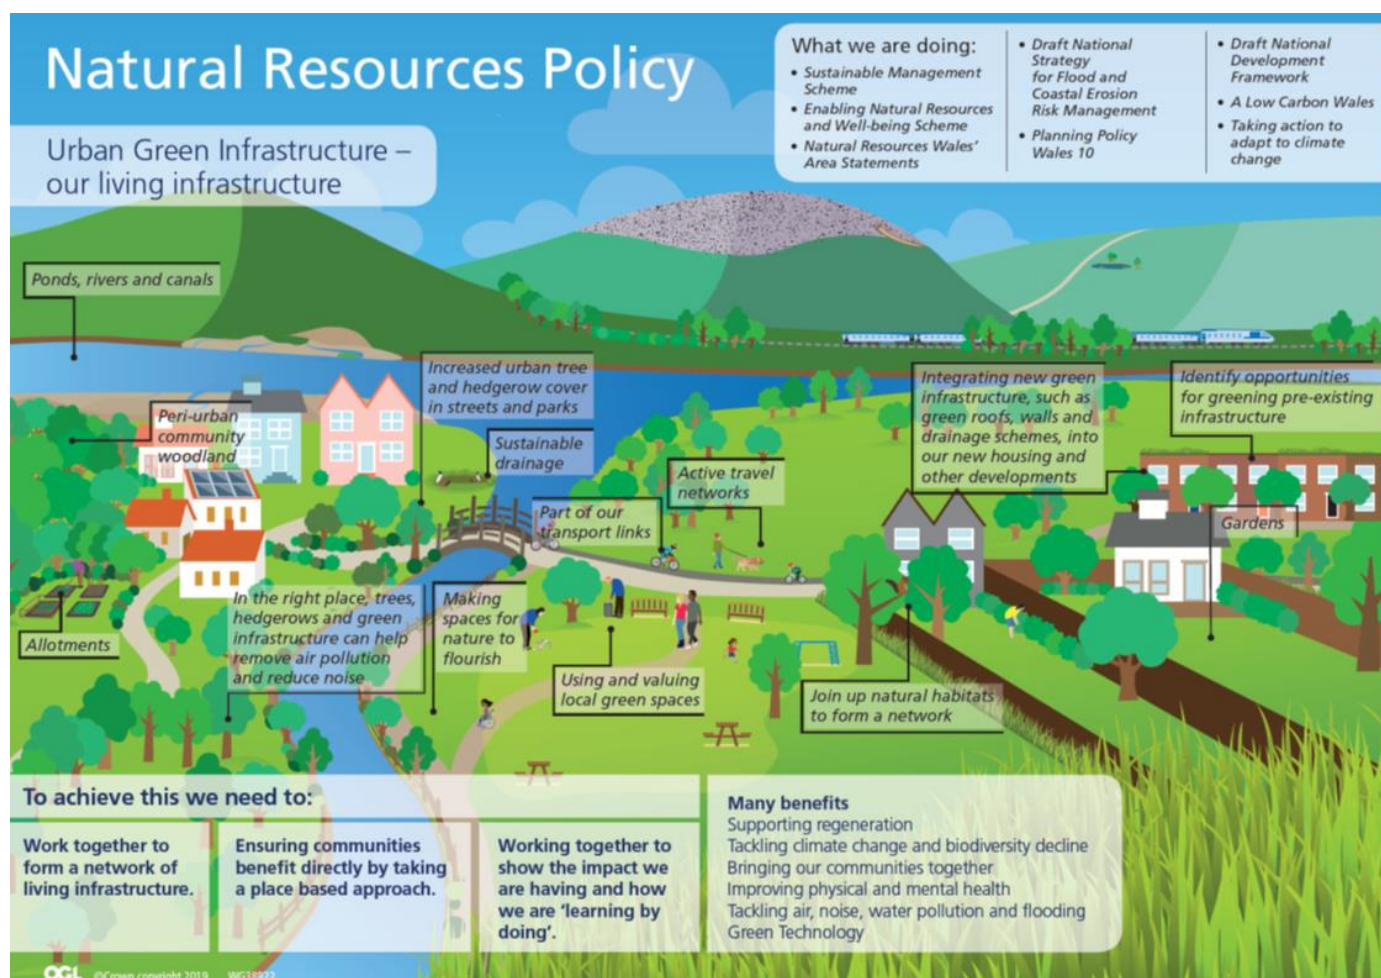 Natural Resources Policy
Urban Green Infrastructure –
our living infrastructure
What we are doing:
• Sustainable Management
Scheme
• Enabling Natural Resources
and Well-being Scheme
• Natural Resources Wales'
Area Statements
• Draft National
Strategy
for Flood and
Coastal Erosion
Risk Management
• Planning Policy
Wales 10
• Draft National
Development
Framework
• A Low Carbon Wales
• Taking action to
adapt to climate
change
Ponds, rivers and canals
Peri-urban
community
woodland
Increased urban tree
and hedgerow cover
in streets and parks
Sustainable
drainage
Part of our
transport links
Active travel
networks
Integrating new green
infrastructure, such as
green roofs, walls and
drainage schemes, into
our new housing and
other developments
Identify opportunities
for greening pre-existing
infrastructure
Gardens
Allotments
In the right place, trees,
hedgerows and green
infrastructure can help
remove air pollution
and reduce noise
Making
spaces for
nature to
flourish
Using and valuing
local green spaces
Join up natural habitats
to form a network
To achieve this we need to:
Work together to
form a network of
living infrastructure.
Ensuring communities
benefit directly by taking
a place based approach.
Working together to
show the impact we
are having and how
we are 'learning by
doing'.
Many benefits
Supporting regeneration
Tackling climate change and biodiversity decline
Bringing our communities together
Improving physical and mental health
Tackling air, noise, water pollution and flooding
Green Technology
OGL ©Crown copyright 2019 WG38922